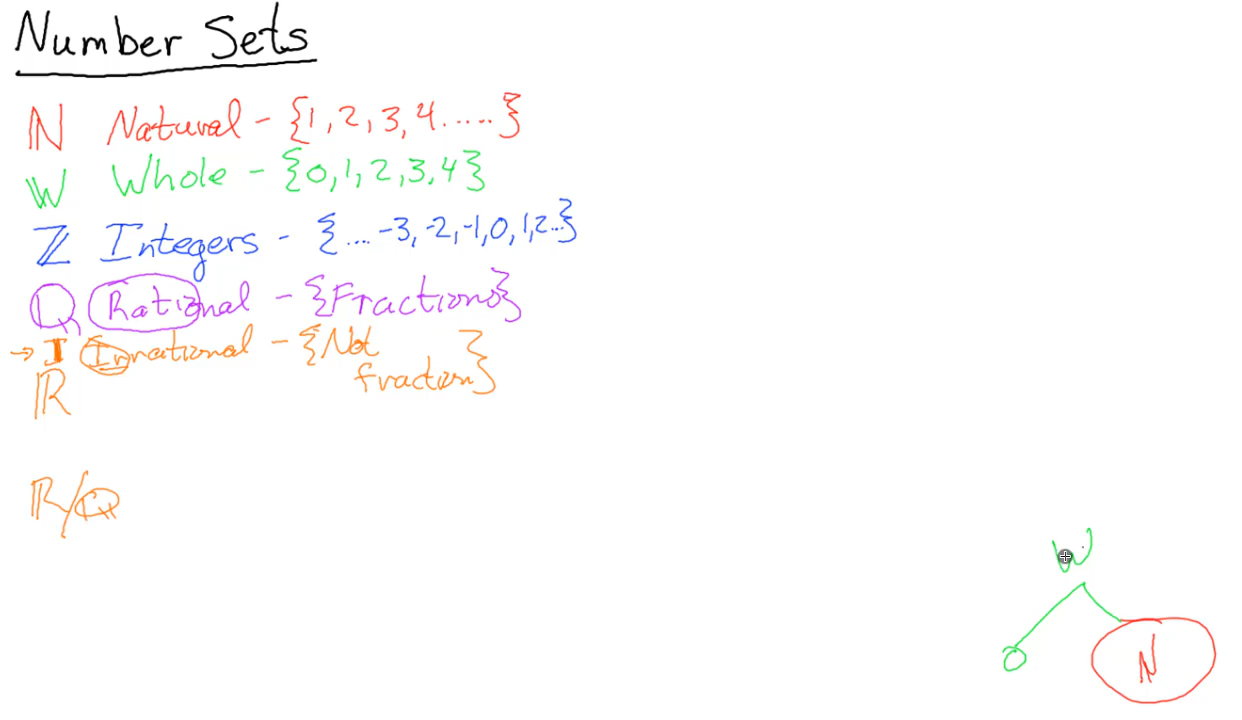 Number Sets
ℕ Natural - {1, 2, 3, 4.....}
𝕎 Whole - {0, 1, 2, 3, 4}
ℤ Integers - {.... -3, -2, -1, 0, 1, 2...}
ℚ Rational - {Fractions}
→ 𝕀 Irrational - {Not
fraction}
ℝ
ℝ/ℚ
W
0 N